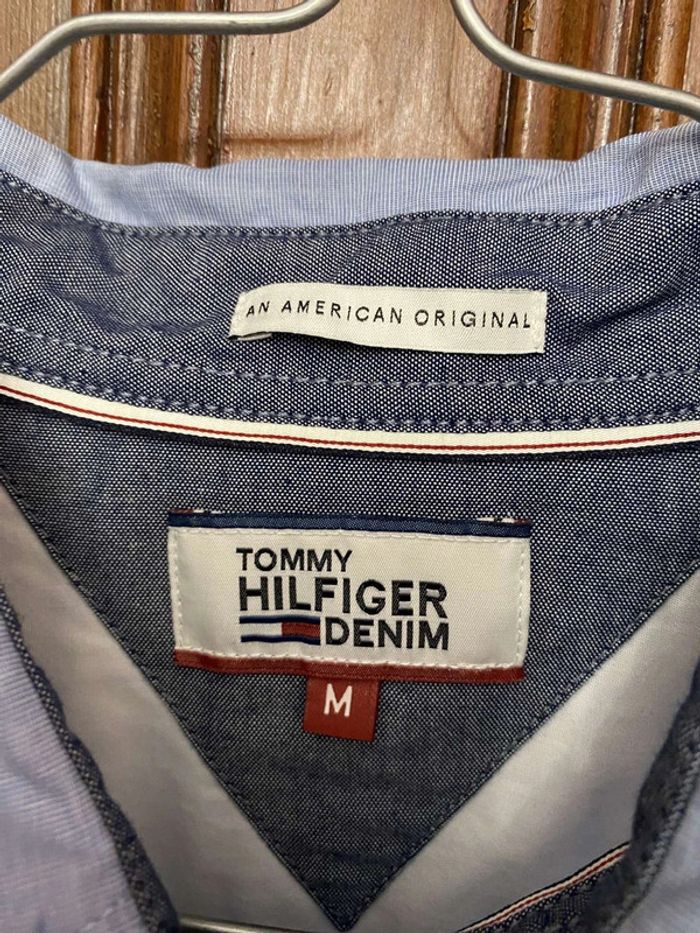 AN AMERICAN ORIGINAL
TOMMY
HILFIGER
DENIM
M